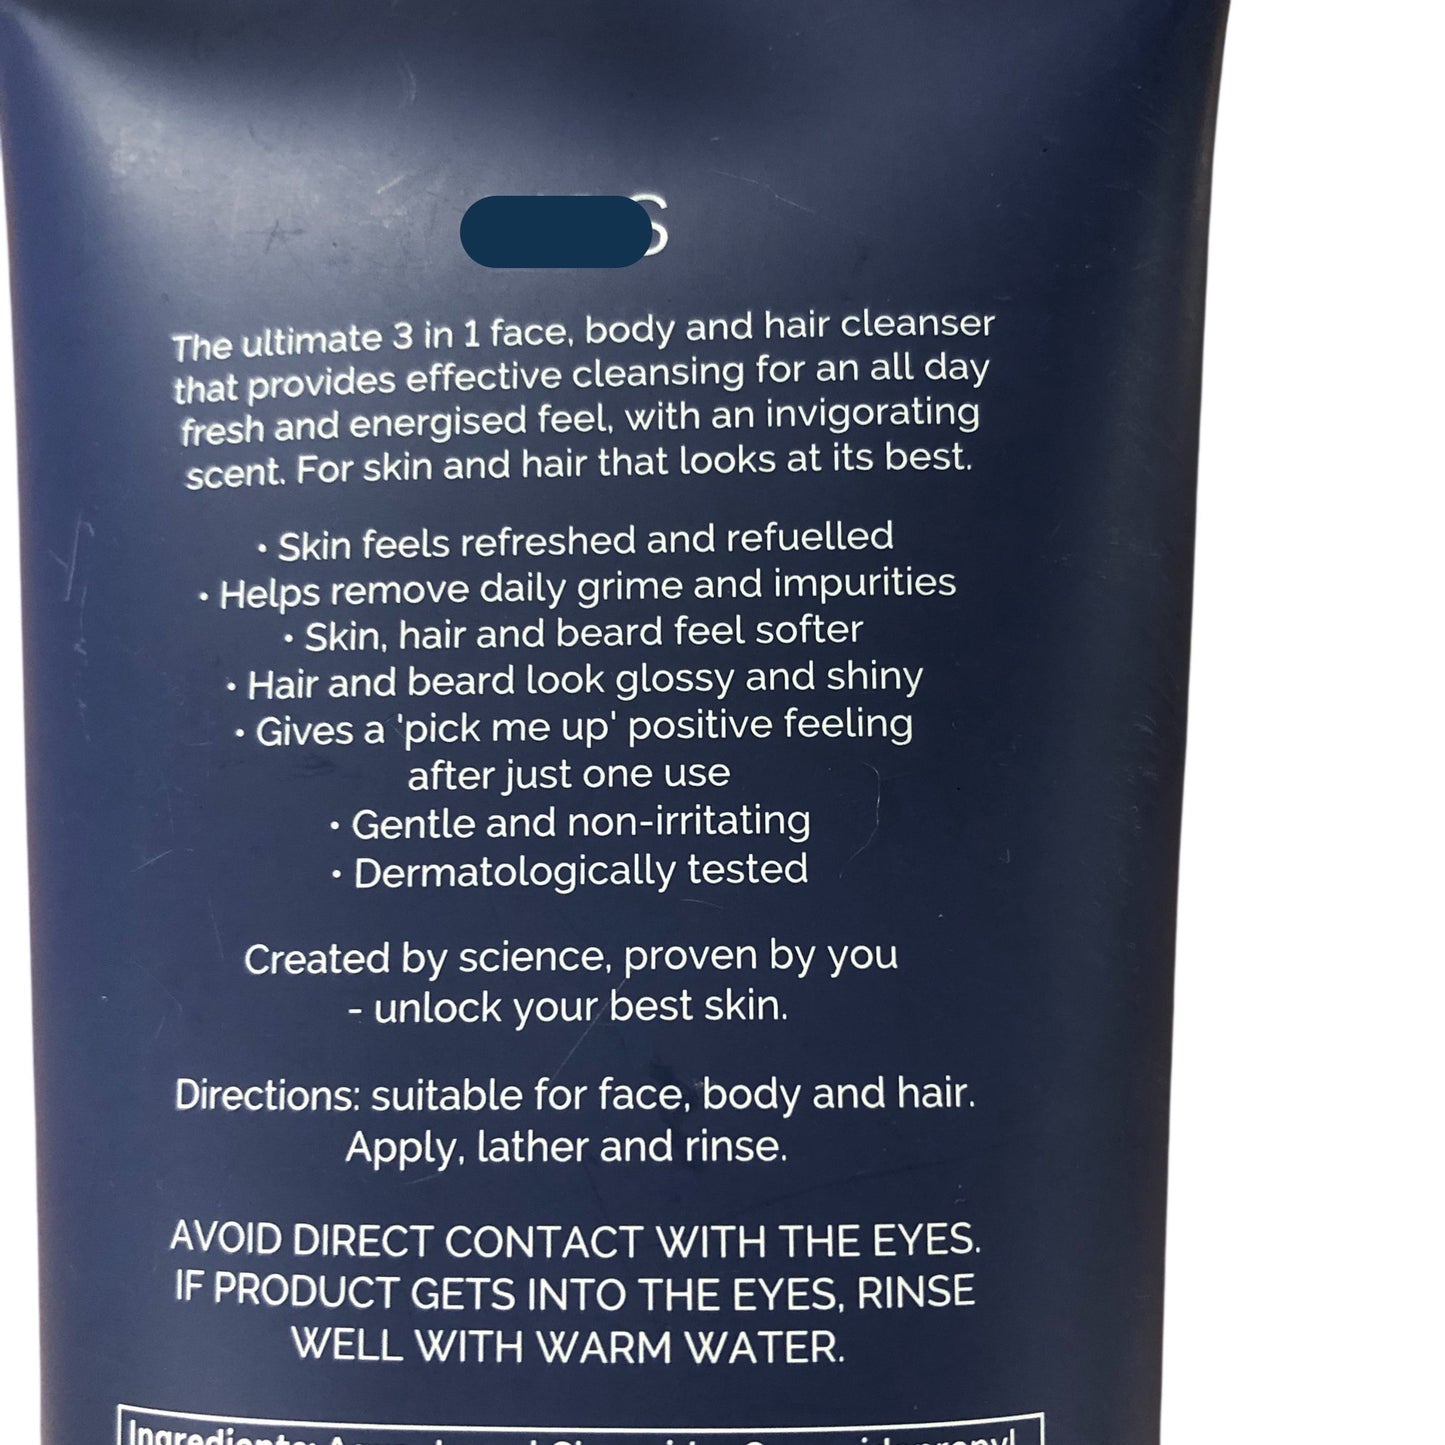 The ultimate 3 in 1 face, body and hair cleanser
that provides effective cleansing for an all day
fresh and energised feel, with an invigorating
scent. For skin and hair that looks at its best.
• Skin feels refreshed and refuelled
• Helps remove daily grime and impurities
• Skin, hair and beard feel softer
• Hair and beard look glossy and shiny
• Gives a 'pick me up' positive feeling
after just one use
• Gentle and non-irritating
• Dermatologically tested
Created by science, proven by you
- unlock your best skin.
Directions: suitable for face, body and hair.
Apply, lather and rinse.
AVOID DIRECT CONTACT WITH THE EYES.
IF PRODUCT GETS INTO THE EYES, RINSE
WELL WITH WARM WATER.
Ingredients: